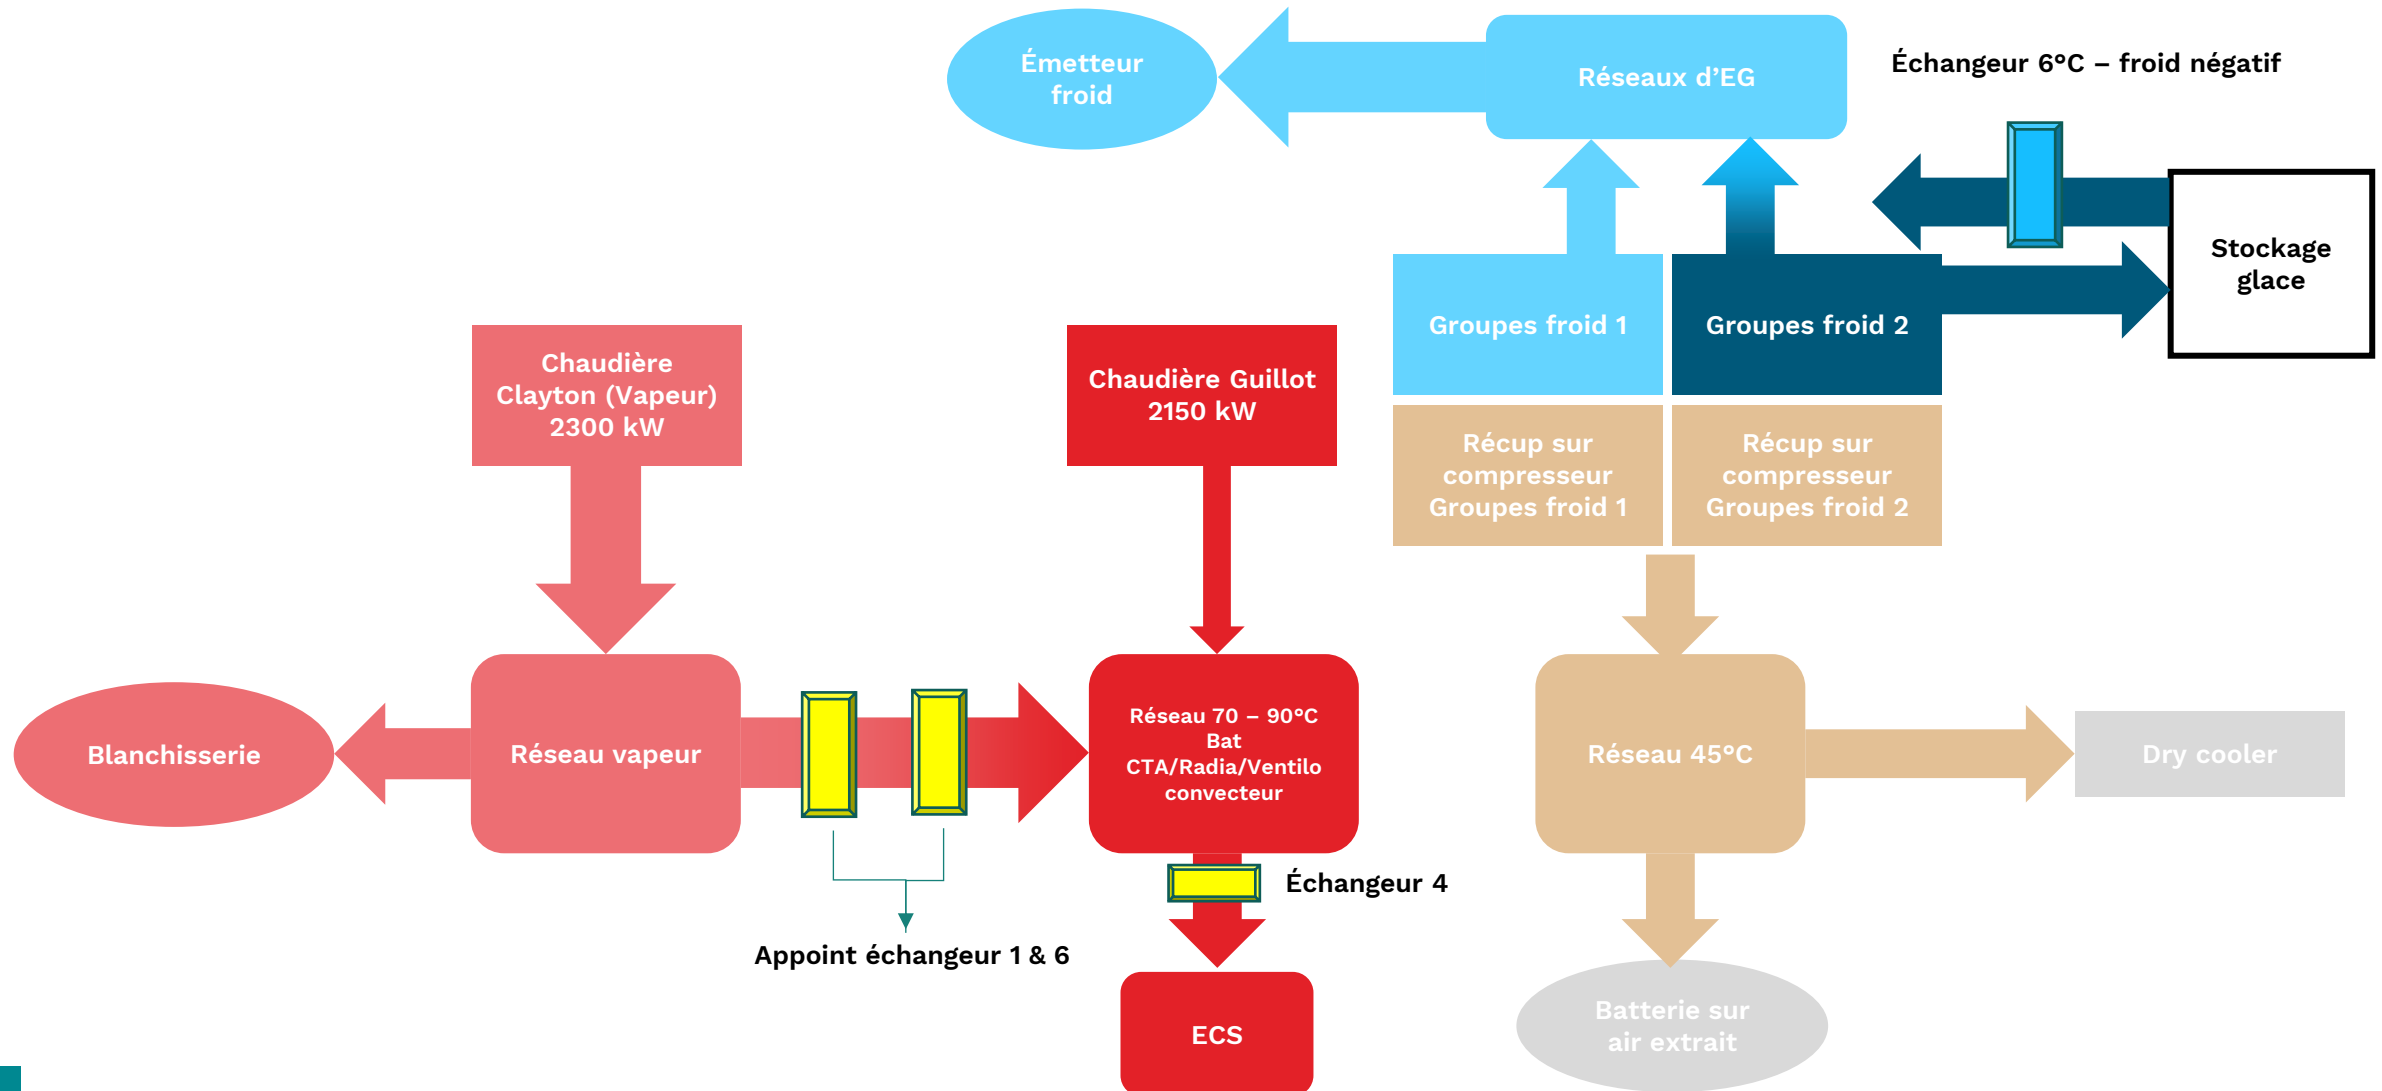 Émetteur
froid
Réseaux d’EG
Échangeur 6°C – froid négatif
Stockage
glace
Groupes froid 1
Groupes froid 2
Chaudière
Clayton (Vapeur)
2300 kW
Chaudière Guillot
2150 kW
Récup sur
compresseur
Groupes froid 1
Récup sur
compresseur
Groupes froid 2
Blanchisserie
Réseau vapeur
Réseau 70 – 90°C
Bat
CTA/Radia/Ventilo
convecteur
Réseau 45°C
Dry cooler
Échangeur 4
Appoint échangeur 1 & 6
ECS
Batterie sur
air extrait